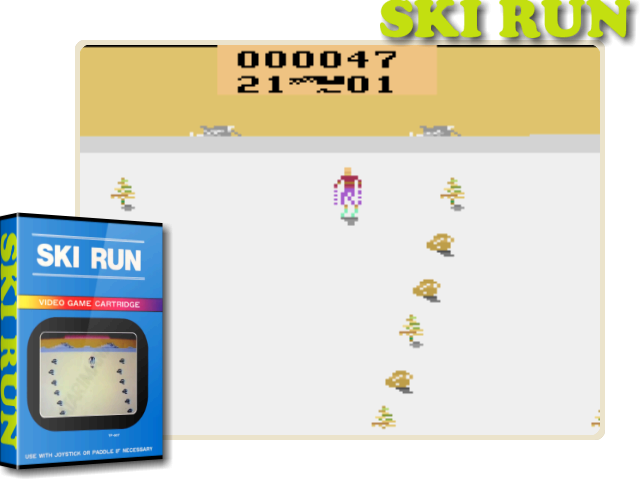 SKI RUN
000047
21 01
SKI RUN
SKI RUN
VIDEO GAME CARTRIDGE
USE WITH JOYSTICK OR PADDLE IF NECESSARY